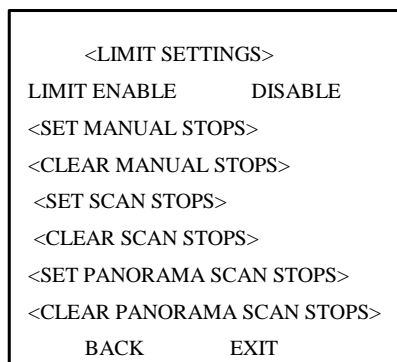 <LIMIT SETTINGS>
LIMIT ENABLE DISABLE
<SET MANUAL STOPS>
<CLEAR MANUAL STOPS>
<SET SCAN STOPS>
<CLEAR SCAN STOPS>
<SET PANORAMA SCAN STOPS>
<CLEAR PANORAMA SCAN STOPS>
BACK EXIT